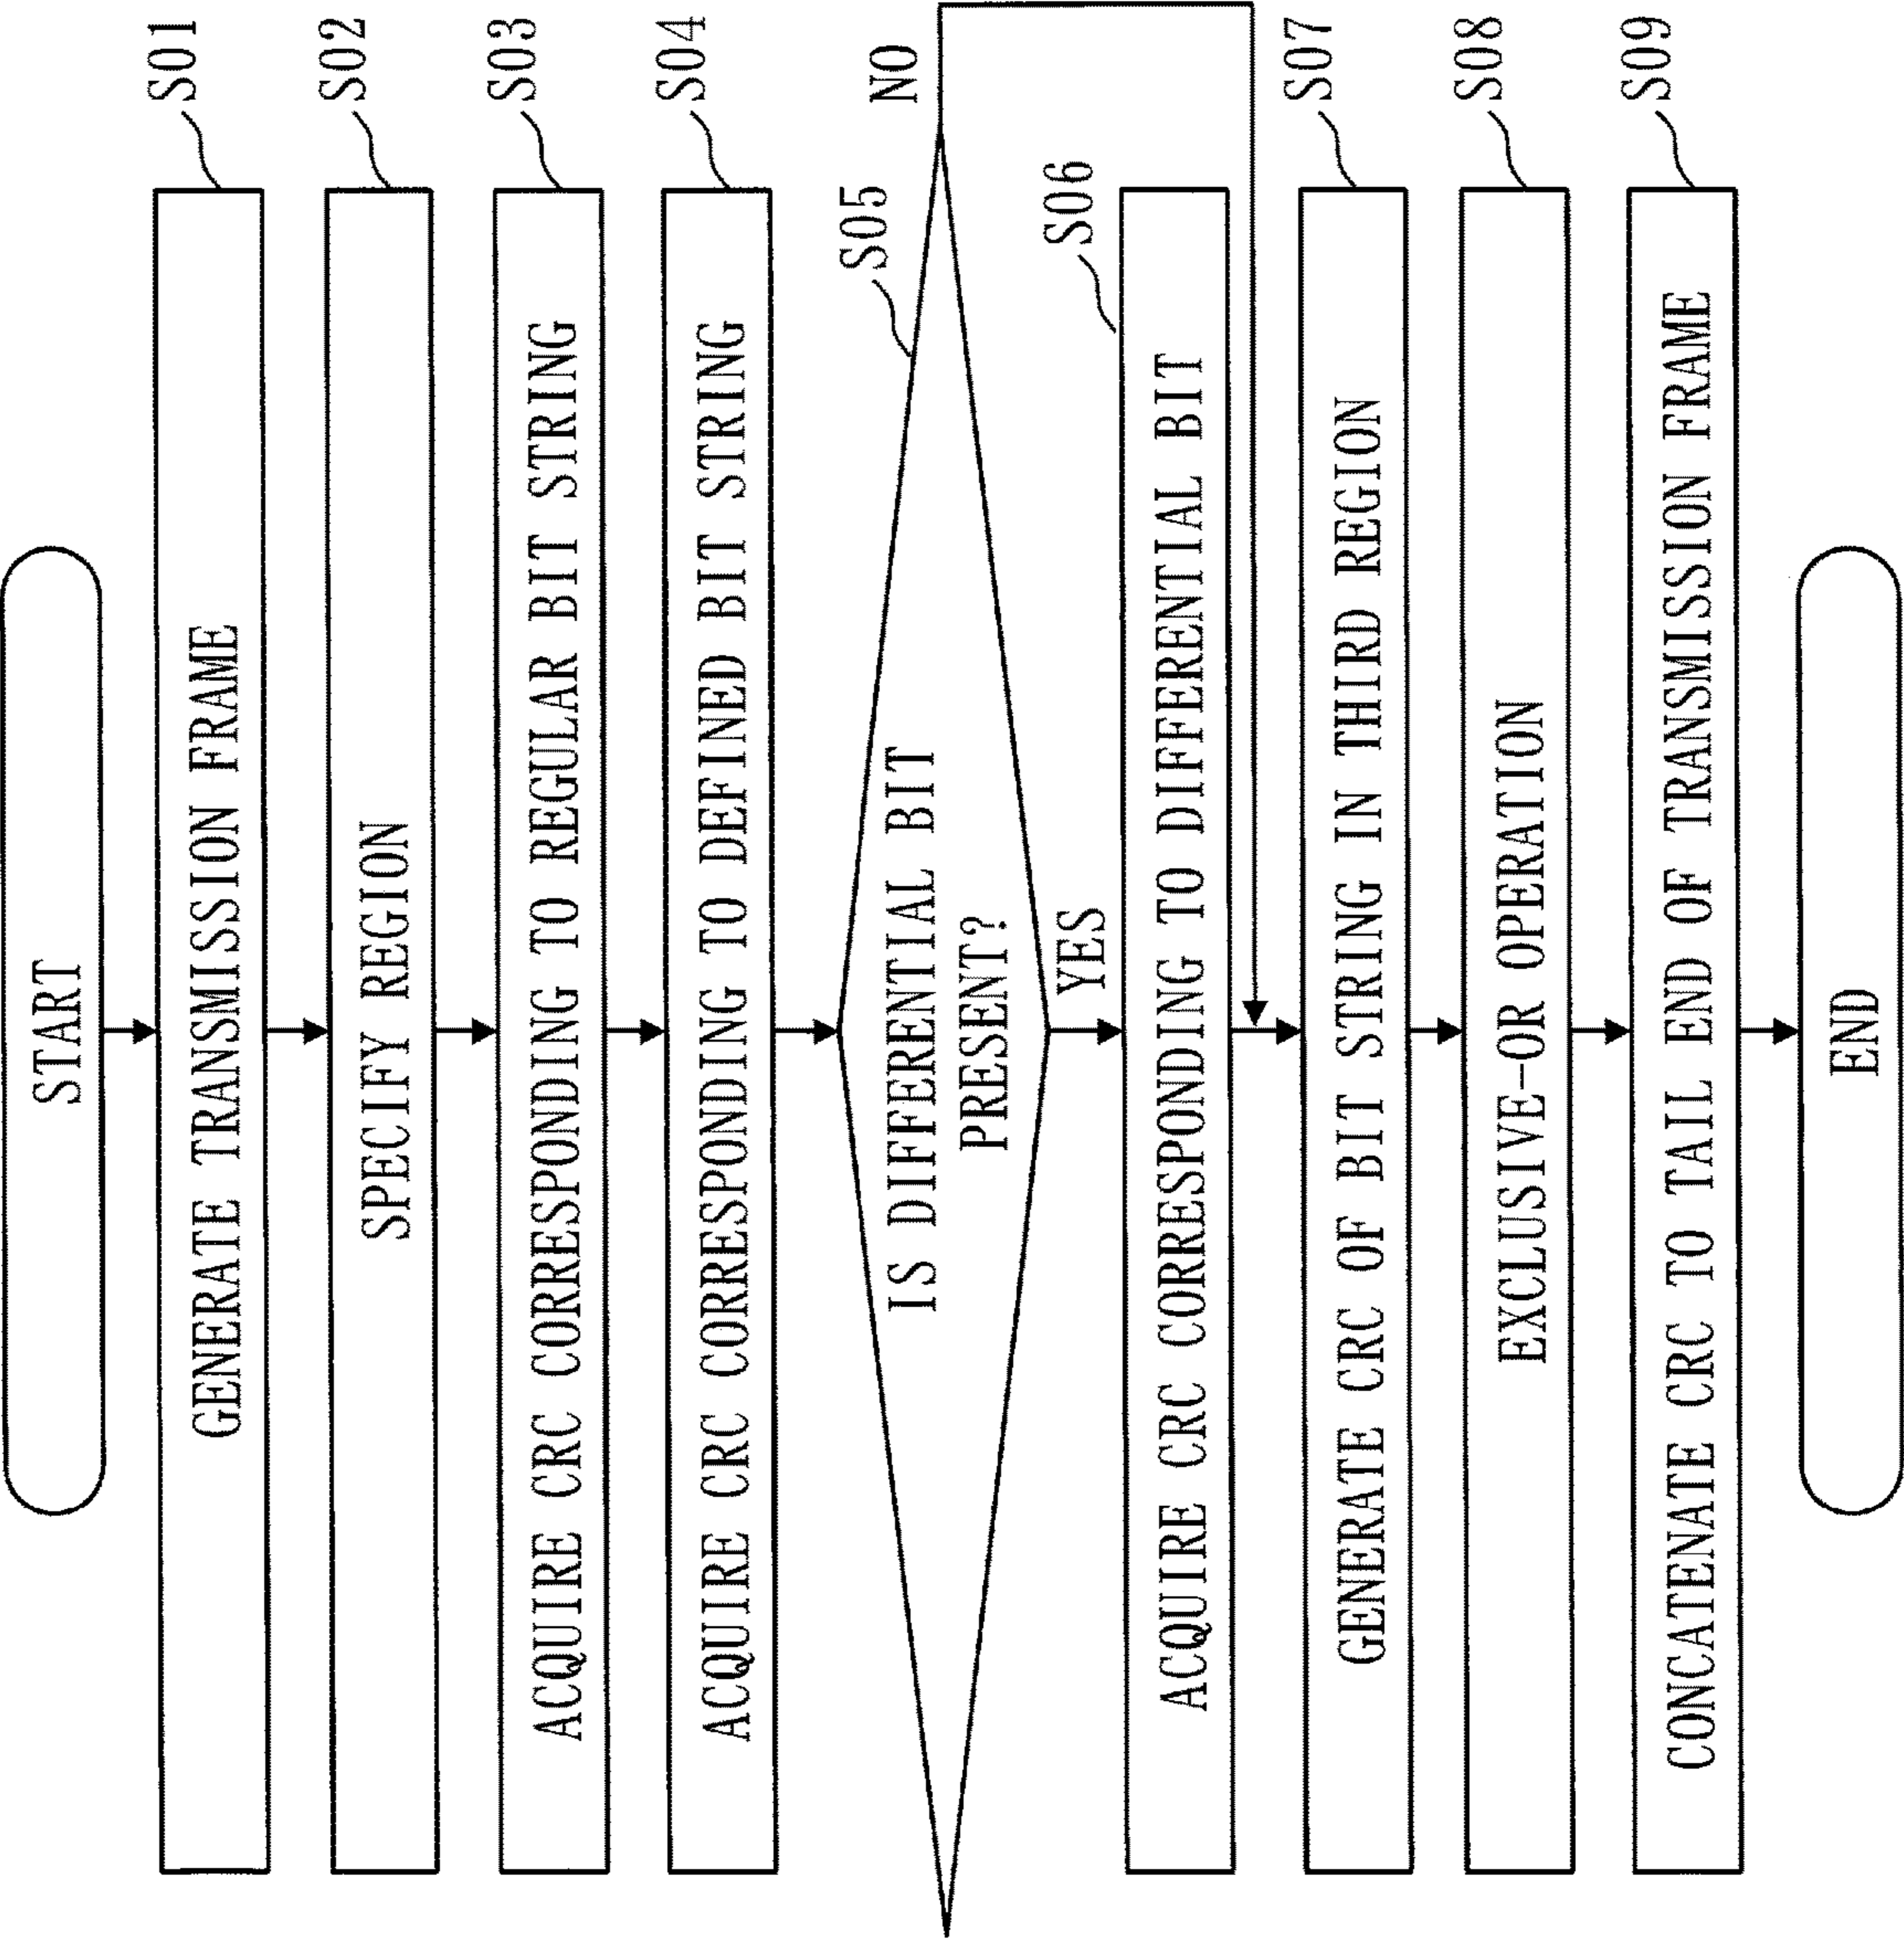 START
GENERATE TRANSMISSION FRAME
S01
SPECIFY REGION
S02
ACQUIRE CRC CORRESPONDING TO REGULAR BIT STRING
S03
ACQUIRE CRC CORRESPONDING TO DEFINED BIT STRING
S04
IS DIFFERENTIAL BIT
PRESENT?
S05
NO
YES
ACQUIRE CRC CORRESPONDING TO DIFFERENTIAL BIT
S06
GENERATE CRC OF BIT STRING IN THIRD REGION
S07
EXCLUSIVE-OR OPERATION
S08
CONCATENATE CRC TO TAIL END OF TRANSMISSION FRAME
S09
END